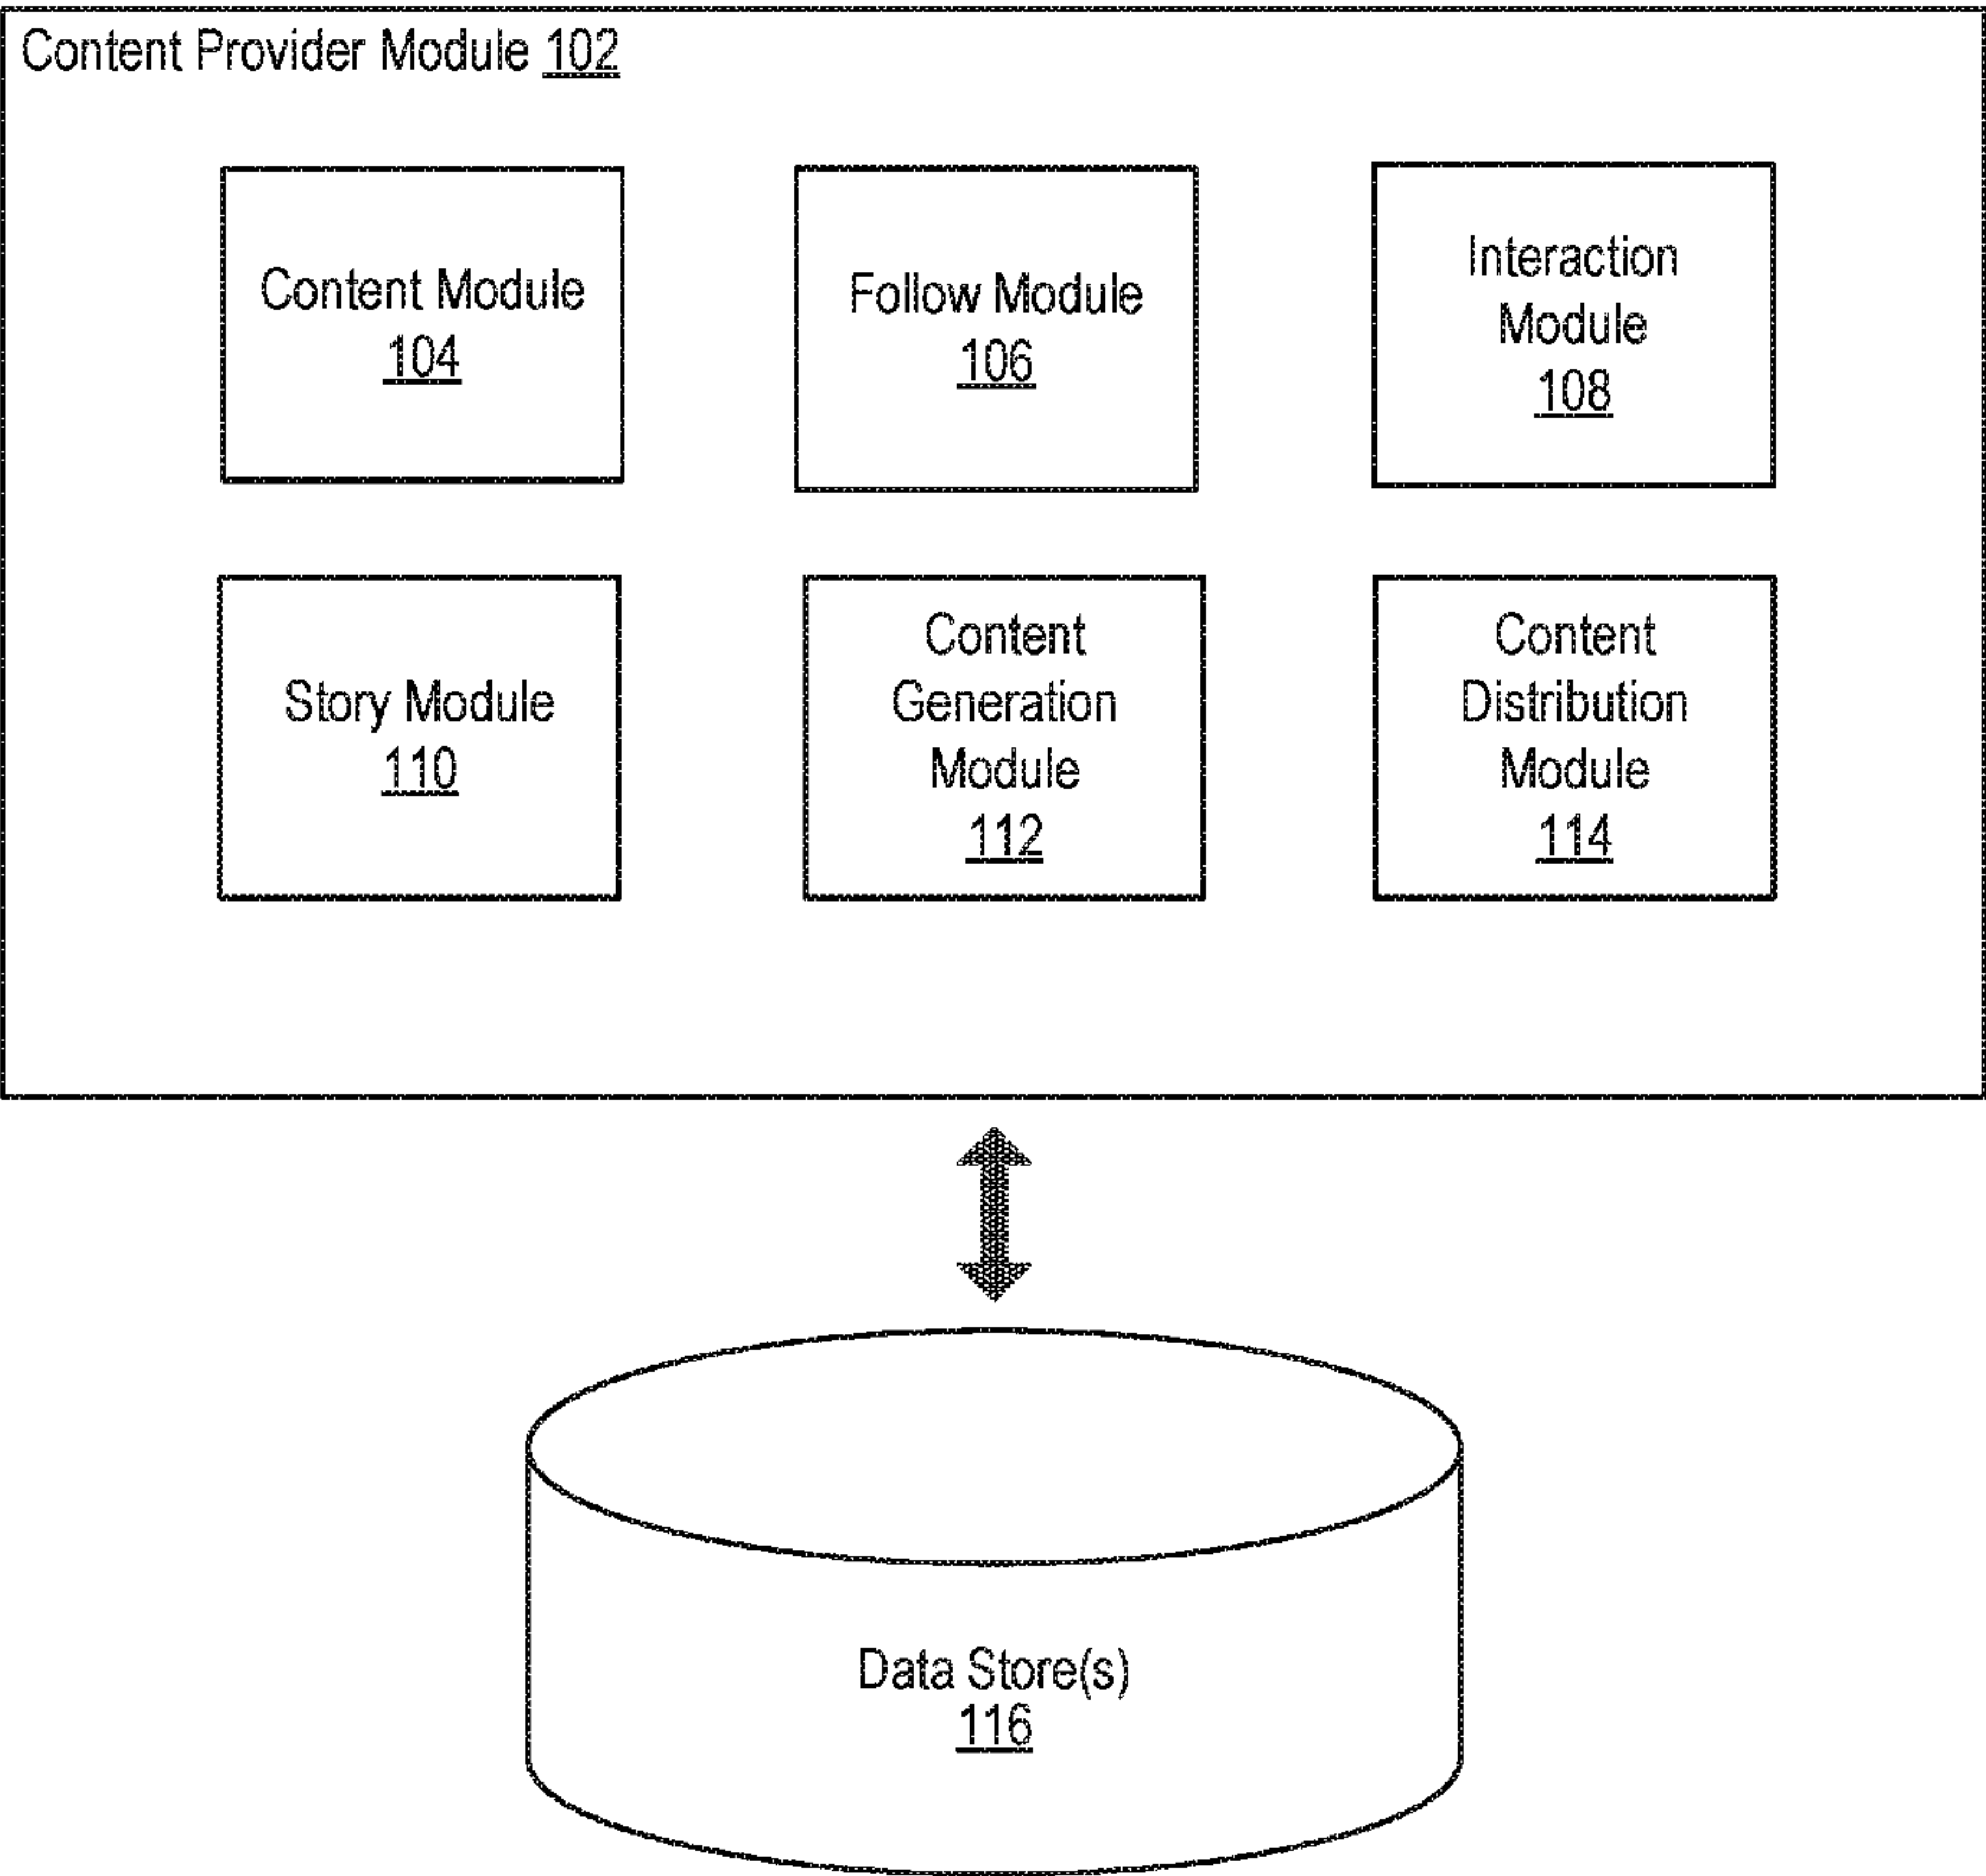 Content Provider Module 102
Content Module
104
Follow Module
106
Interaction
Module
108
Story Module
110
Content
Generation
Module
112
Content
Distribution
Module
114
Data Store(s)
116